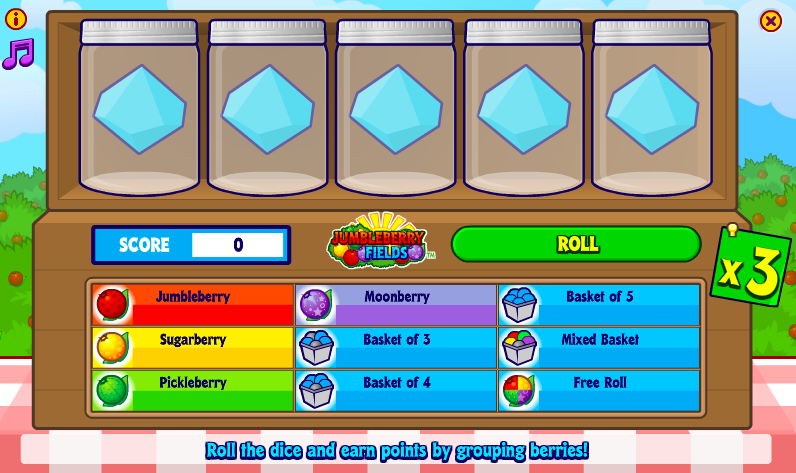 i
SCORE
0
JUMBLEBERRY
FIELDS
TM
ROLL
x3
Jumbleberry
Moonberry
Basket of 5
Sugarberry
Basket of 3
Mixed Basket
Pickleberry
Basket of 4
Free Roll
Roll the dice and earn points by grouping berries!